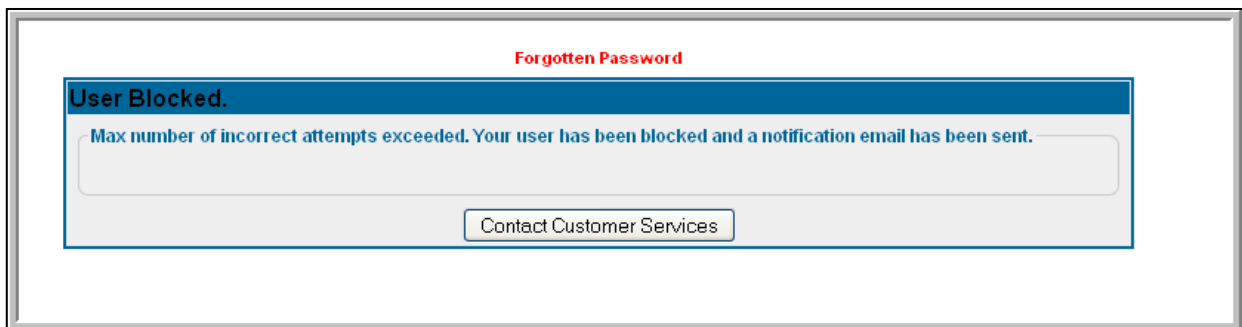 Forgotten Password
User Blocked.
Max number of incorrect attempts exceeded. Your user has been blocked and a notification email has been sent.
Contact Customer Services